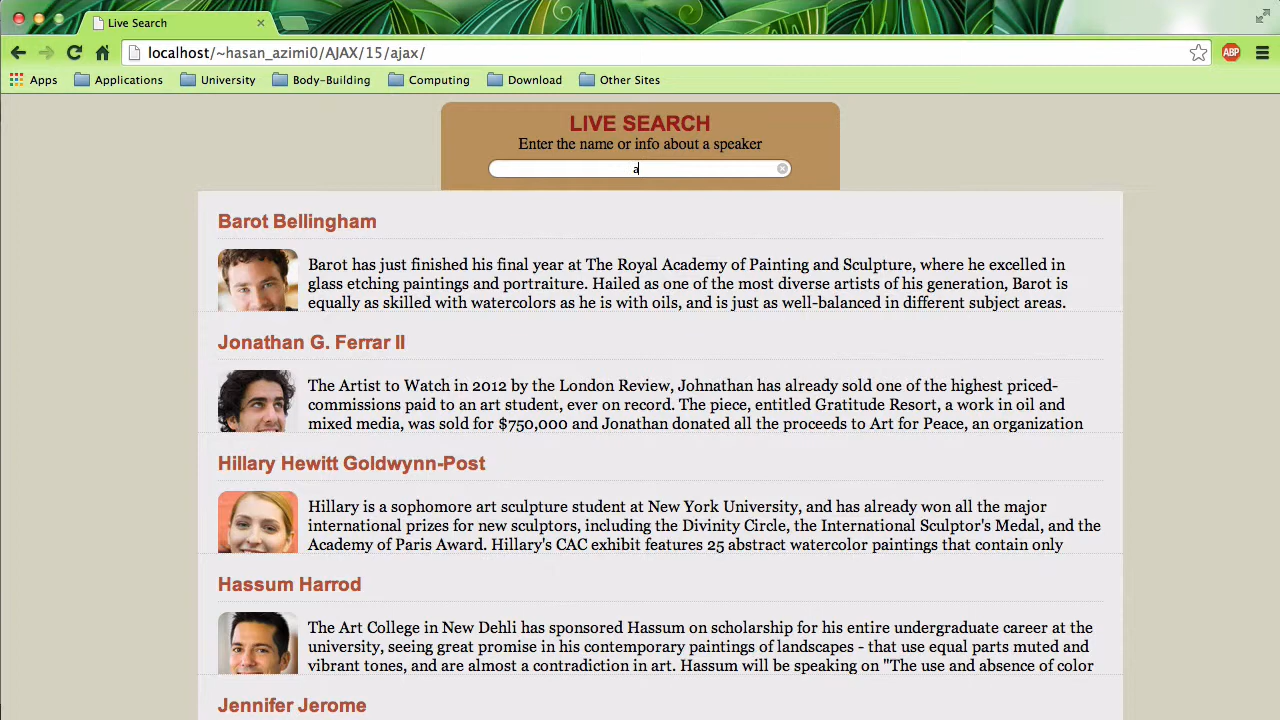 Live Search
localhost/~hasan_azimi0/AJAX/15/ajax/
ABP
Apps Applications University Body-Building Computing Download Other Sites
LIVE SEARCH
Enter the name or info about a speaker
a
Barot Bellingham
Barot has just finished his final year at The Royal Academy of Painting and Sculpture, where he excelled in
glass etching paintings and portraiture. Hailed as one of the most diverse artists of his generation, Barot is
equally as skilled with watercolors as he is with oils, and is just as well-balanced in different subject areas.
Jonathan G. Ferrar II
The Artist to Watch in 2012 by the London Review, Johnathan has already sold one of the highest priced-
commissions paid to an art student, ever on record. The piece, entitled Gratitude Resort, a work in oil and
mixed media, was sold for $750,000 and Jonathan donated all the proceeds to Art for Peace, an organization
Hillary Hewitt Goldwynn-Post
Hillary is a sophomore art sculpture student at New York University, and has already won all the major
international prizes for new sculptors, including the Divinity Circle, the International Sculptor's Medal, and the
Academy of Paris Award. Hillary's CAC exhibit features 25 abstract watercolor paintings that contain only
Hassum Harrod
The Art College in New Dehli has sponsored Hassum on scholarship for his entire undergraduate career at the
university, seeing great promise in his contemporary paintings of landscapes - that use equal parts muted and
vibrant tones, and are almost a contradiction in art. Hassum will be speaking on "The use and absence of color
Jennifer Jerome